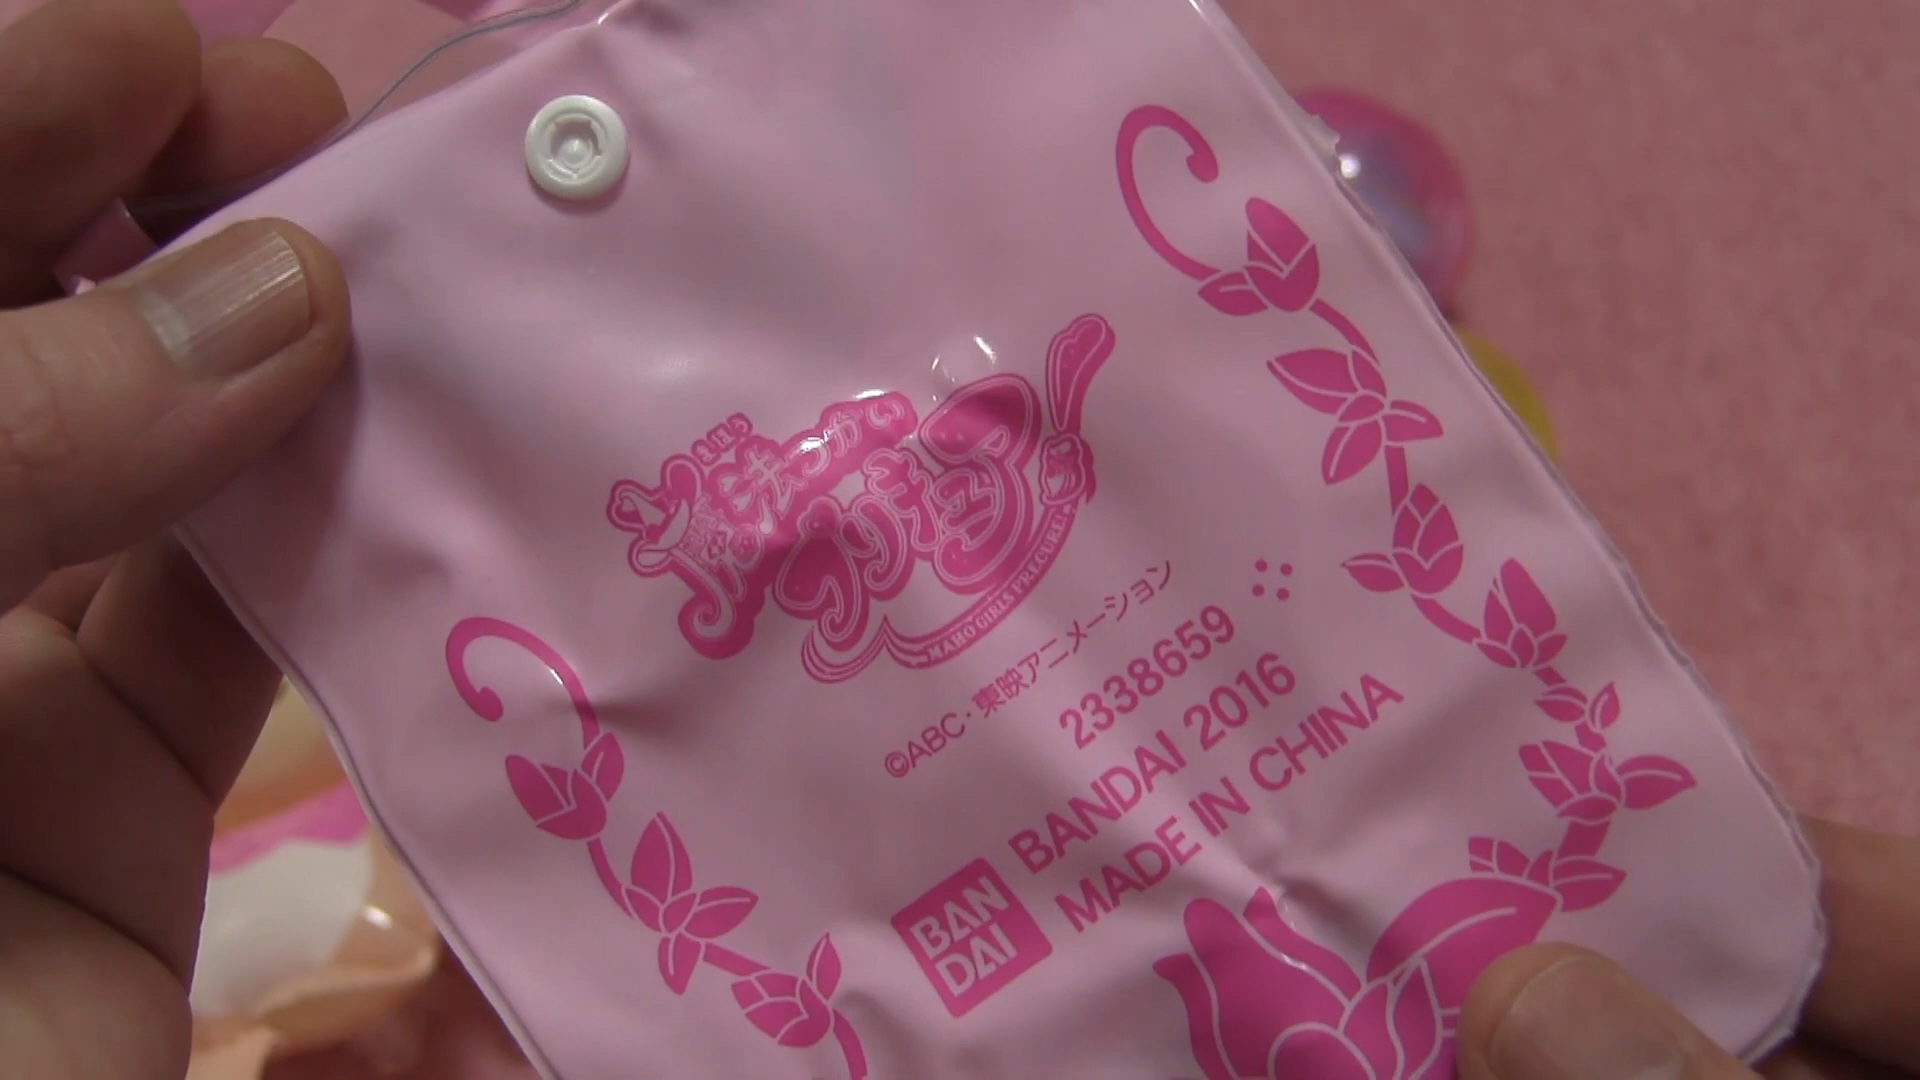 まほう
魔法つかい
プリキュア!
MAHO GIRLS PRECURE!
©ABC・東映アニメーション
2338659
BANDAI 2016
MADE IN CHINA
BAN
DAI